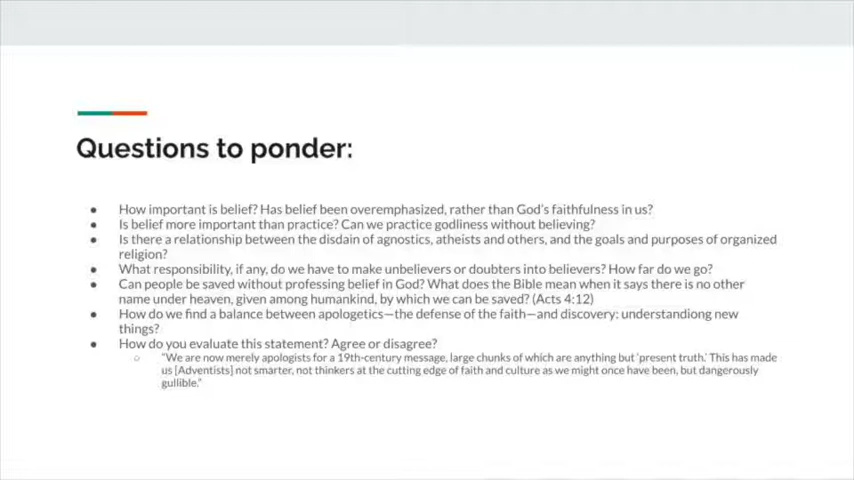 Questions to ponder:
● How important is belief? Has belief been overemphasized, rather than God's faithfulness in us?
● Is belief more important than practice? Can we practice godliness without believing?
● Is there a relationship between the disdain of agnostics, atheists and others, and the goals and purposes of organized
religion?
● What responsibility, if any, do we have to make unbelievers or doubters into believers? How far do we go?
● Can people be saved without professing belief in God? What does the Bible mean when it says there is no other
name under heaven, given among humankind, by which we can be saved? (Acts 4:12)
● How do we find a balance between apologetics—the defense of the faith—and discovery: understandiong new
things?
● How do you evaluate this statement? Agree or disagree?
○ "We are now merely apologists for a 19th-century message, large chunks of which are anything but 'present truth.' This has made
us [Adventists] not smarter, not thinkers at the cutting edge of faith and culture as we might once have been, but dangerously
gullible."